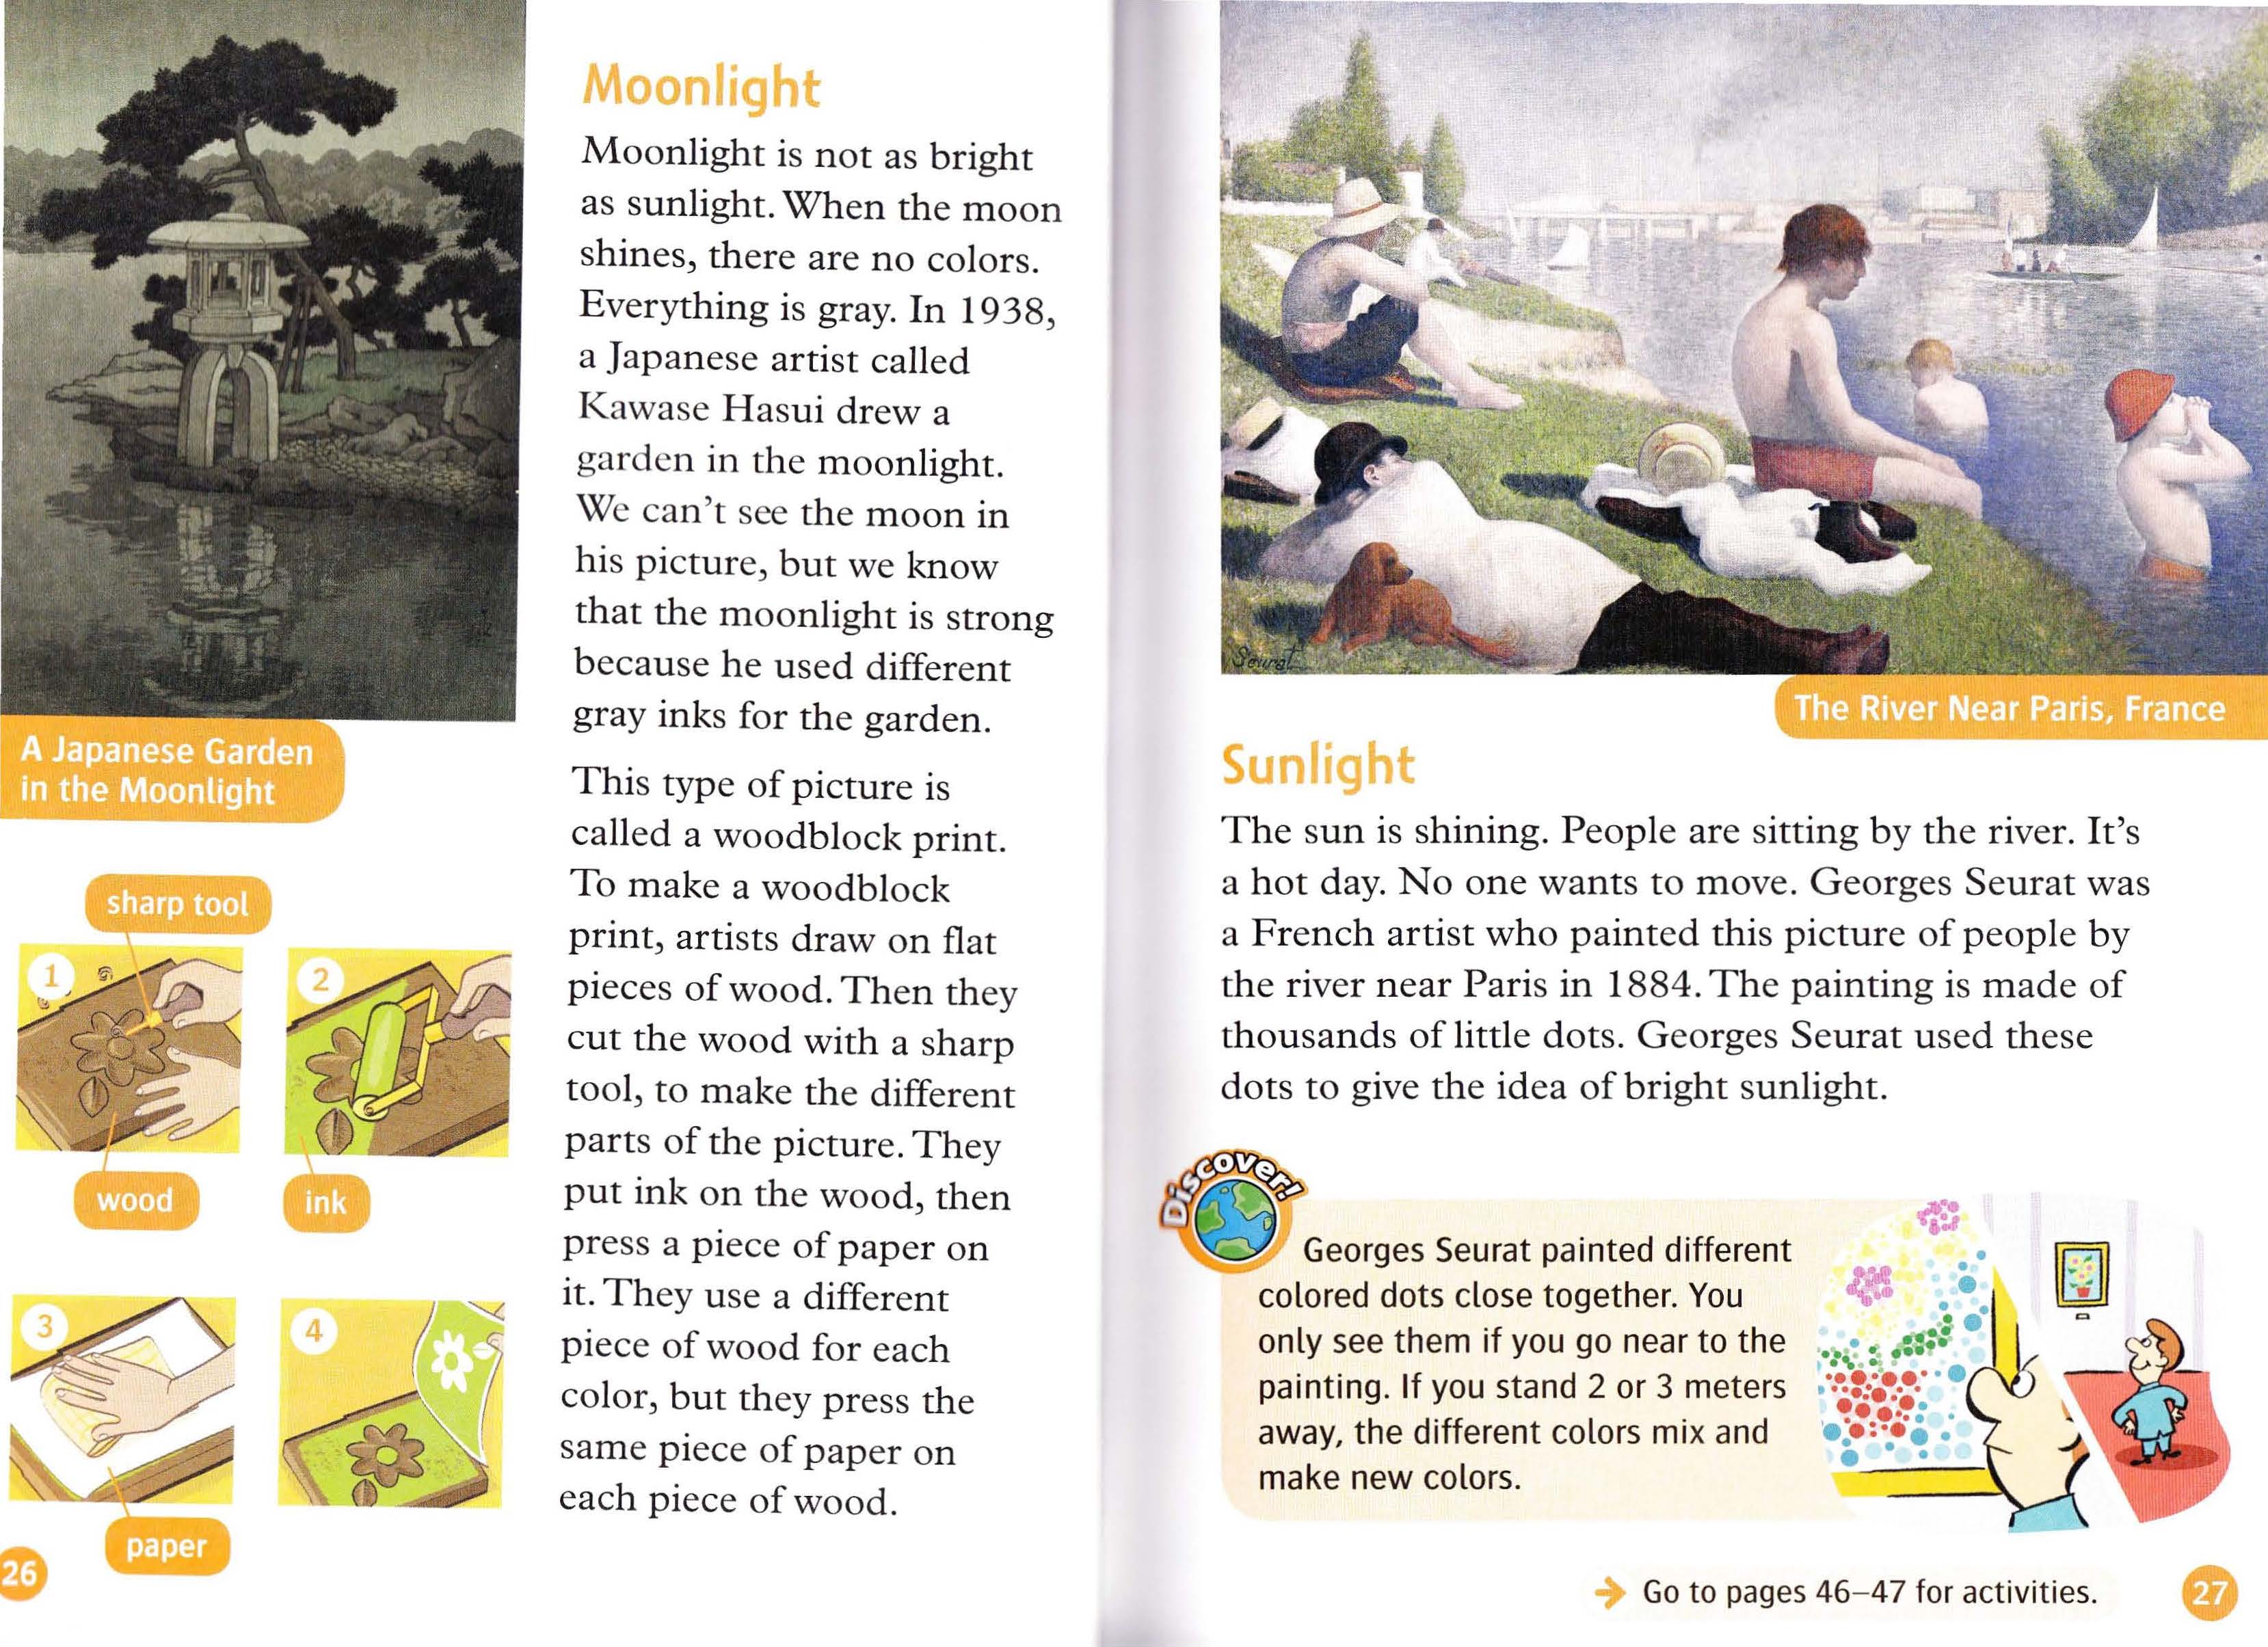 Moonlight
Moonlight is not as bright
as sunlight. When the moon
shines, there are no colors.
Everything is gray. In 1938,
a Japanese artist called
Kawase Hasui drew a
garden in the moonlight.
We can't see the moon in
his picture, but we know
that the moonlight is strong
because he used different
gray inks for the garden.
This type of picture is
called a woodblock print.
To make a woodblock
print, artists draw on flat
pieces of wood. Then they
cut the wood with a sharp
tool, to make the different
parts of the picture. They
put ink on the wood, then
press a piece of paper on
it. They use a different
piece of wood for each
color, but they press the
same piece of paper on
each piece of wood.
A Japanese Garden
in the Moonlight
sharp tool
1
2
wood
ink
3
4
paper
26
Seurat
The River Near Paris, France
Sunlight
The sun is shining. People are sitting by the river. It's
a hot day. No one wants to move. Georges Seurat was
a French artist who painted this picture of people by
the river near Paris in 1884. The painting is made of
thousands of little dots. Georges Seurat used these
dots to give the idea of bright sunlight.
Discover!
Georges Seurat painted different
colored dots close together. You
only see them if you go near to the
painting. If you stand 2 or 3 meters
away, the different colors mix and
make new colors.
→ Go to pages 46–47 for activities.
27